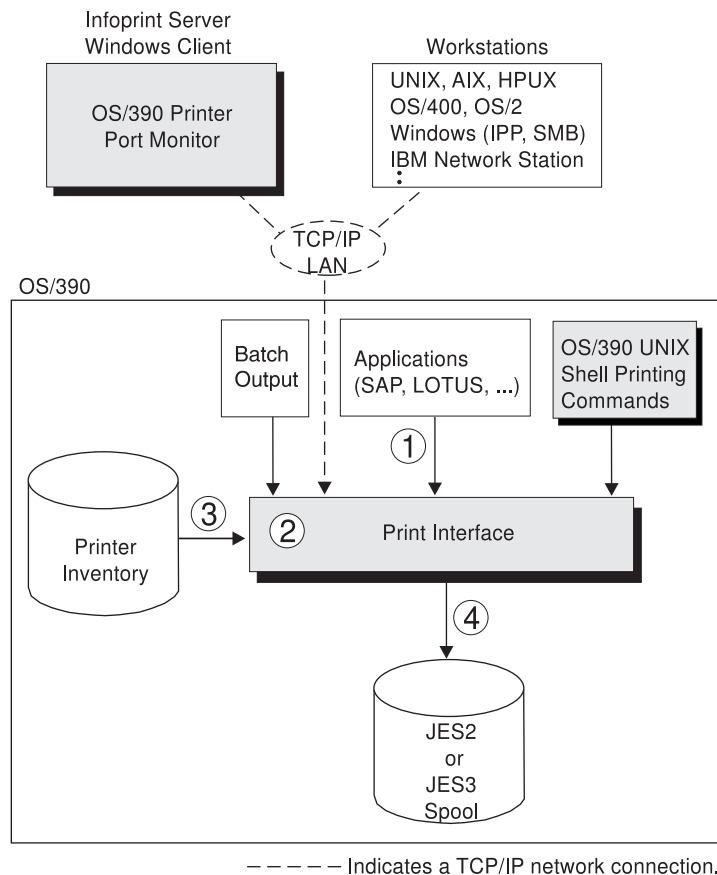 Infoprint Server
Windows Client
Workstations
OS/390 Printer
Port Monitor
UNIX, AIX, HPUX
OS/400, OS/2
Windows (IPP, SMB)
IBM Network Station
⋮
TCP/IP
LAN
OS/390
Batch
Output
Applications
(SAP, LOTUS, ...)
OS/390 UNIX
Shell Printing
Commands
1
Printer
Inventory
3
2
Print Interface
4
JES2
or
JES3
Spool
– – – – – Indicates a TCP/IP network connection.